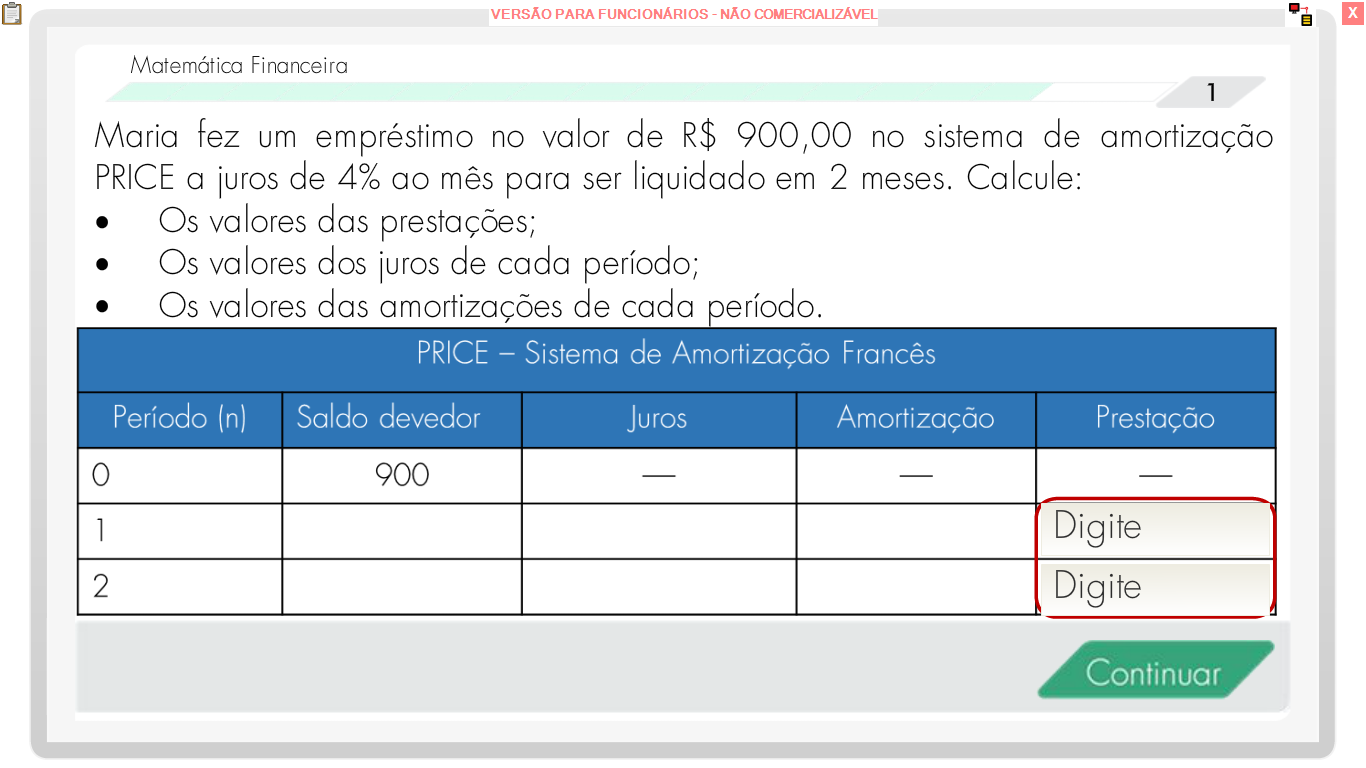 VERSÃO PARA FUNCIONÁRIOS - NÃO COMERCIALIZÁVEL
X
Matemática Financeira
1
Maria fez um empréstimo no valor de R$ 900,00 no sistema de amortização
PRICE a juros de 4% ao mês para ser liquidado em 2 meses. Calcule:
• Os valores das prestações;
• Os valores dos juros de cada período;
• Os valores das amortizações de cada período.
PRICE – Sistema de Amortização Francês
Período (n) Saldo devedor Juros Amortização Prestação
0 900 — — —
1 Digite
2 Digite
Continuar